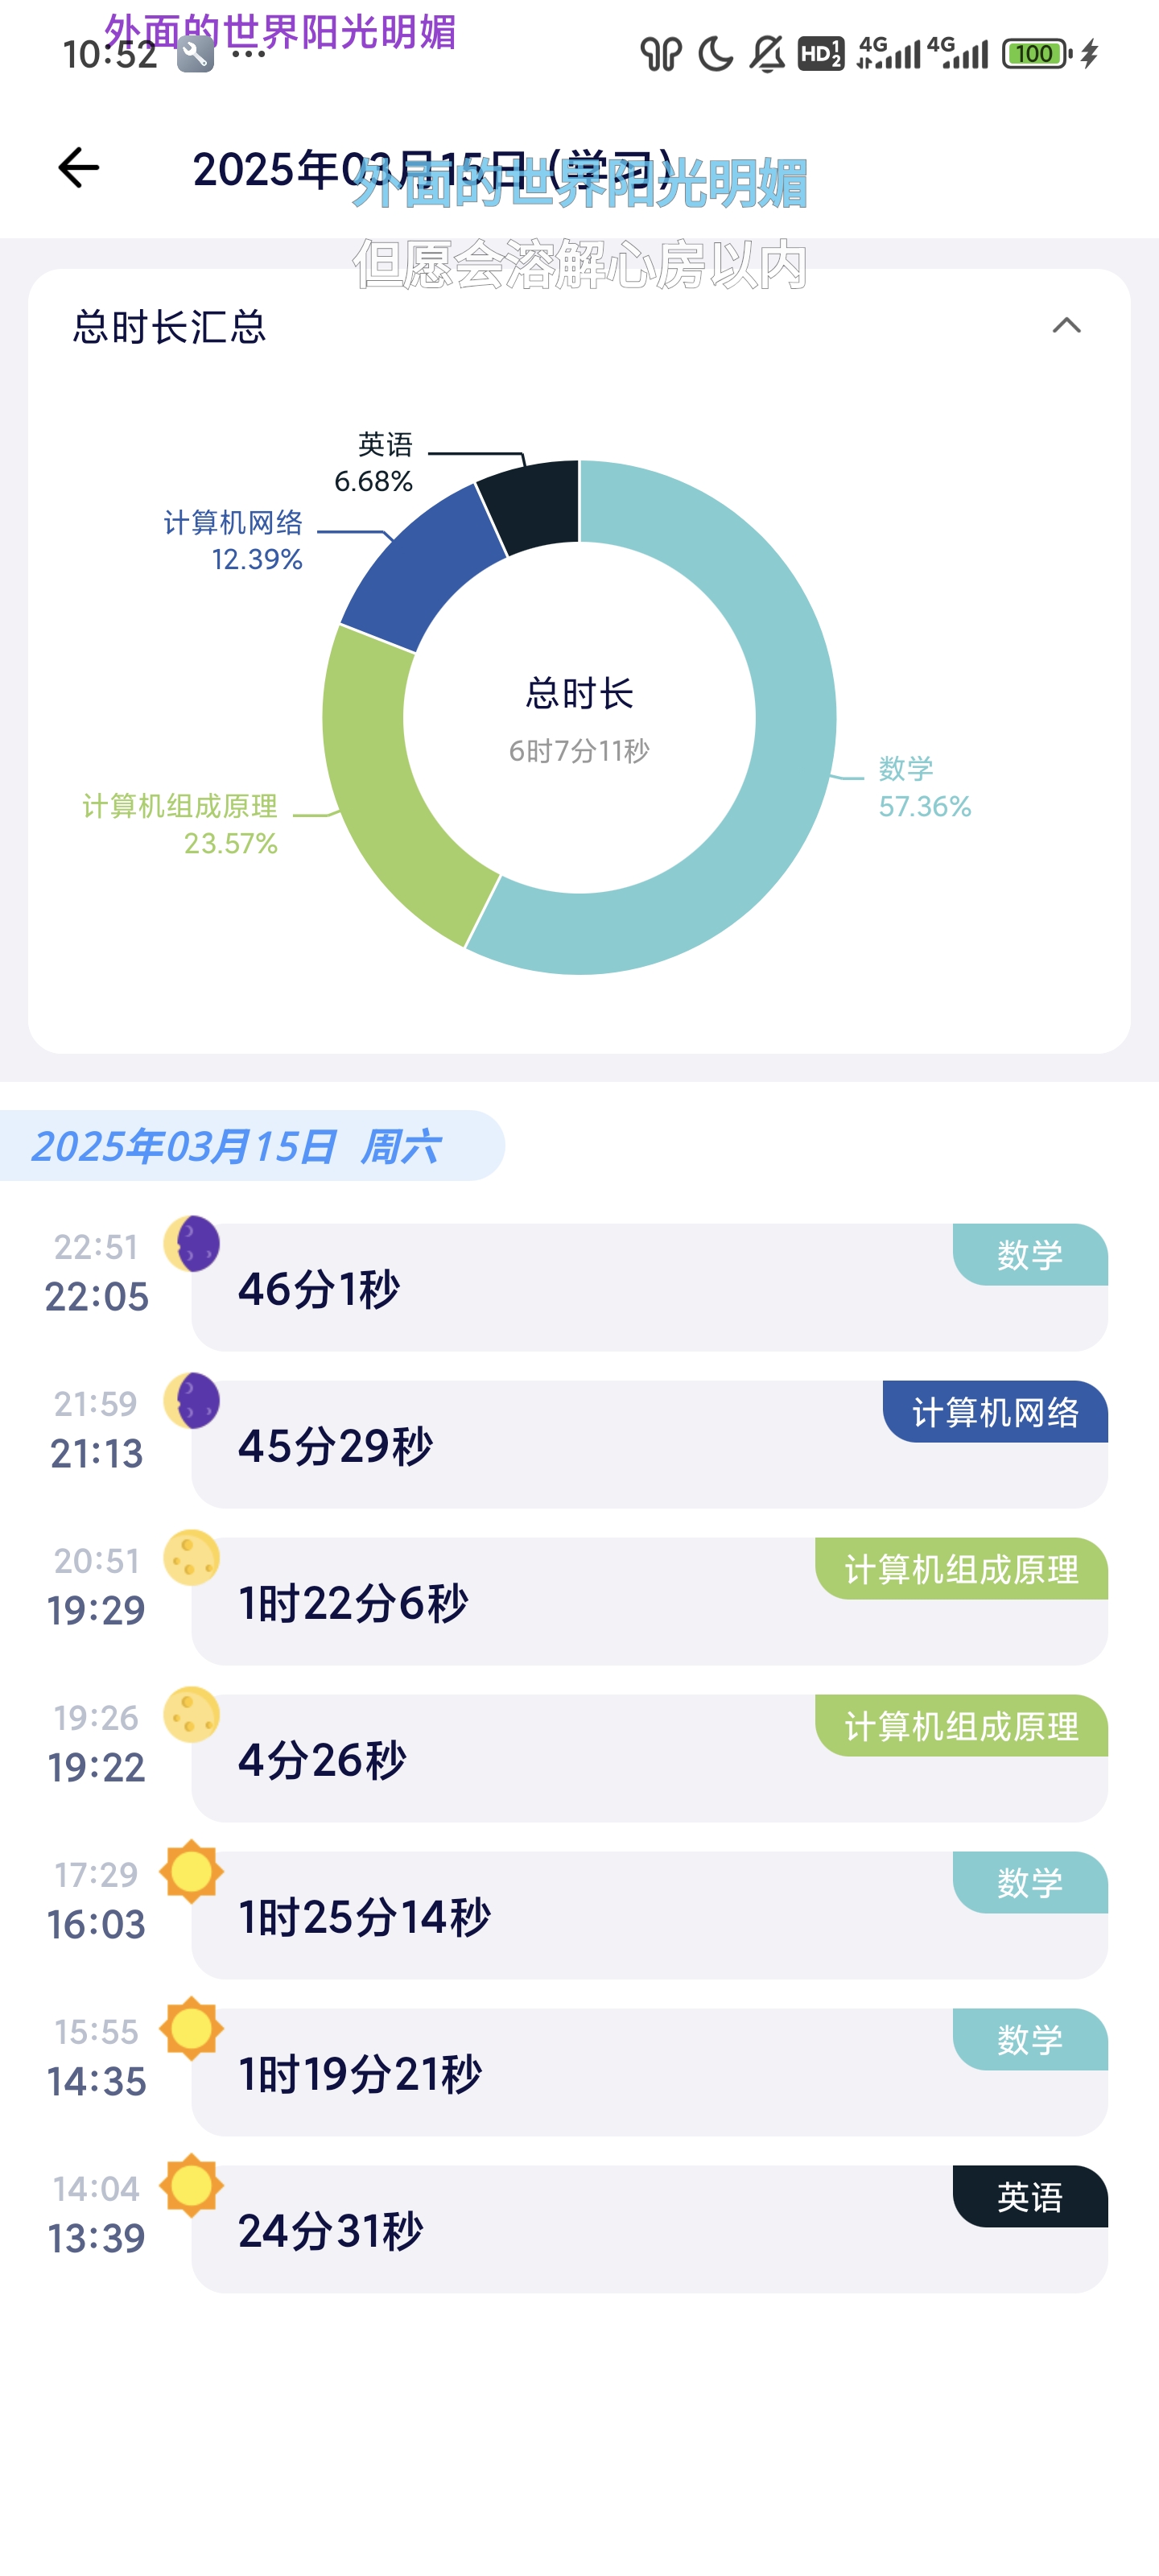 外面的世界阳光明媚
10:52 ...
HD 1 2 4G 4G 100
2025年03月15日 (学习)
外面的世界阳光明媚
但愿会溶解心房以内
总时长汇总
英语
6.68%
计算机网络
12.39%
总时长
6时7分11秒
数学
57.36%
计算机组成原理
23.57%
2025年03月15日 周六
22:51
22:05
46分1秒
数学
21:59
21:13
45分29秒
计算机网络
20:51
19:29
1时22分6秒
计算机组成原理
19:26
19:22
4分26秒
计算机组成原理
17:29
16:03
1时25分14秒
数学
15:55
14:35
1时19分21秒
数学
14:04
13:39
24分31秒
英语